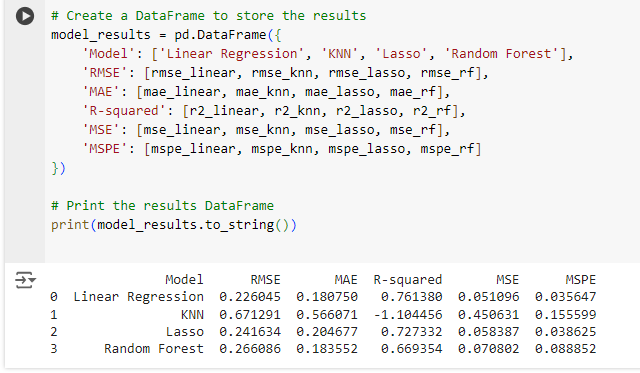 # Create a DataFrame to store the results
model_results = pd.DataFrame({
    'Model': ['Linear Regression', 'KNN', 'Lasso', 'Random Forest'],
    'RMSE': [rmse_linear, rmse_knn, rmse_lasso, rmse_rf],
    'MAE': [mae_linear, mae_knn, mae_lasso, mae_rf],
    'R-squared': [r2_linear, r2_knn, r2_lasso, r2_rf],
    'MSE': [mse_linear, mse_knn, mse_lasso, mse_rf],
    'MSPE': [mspe_linear, mspe_knn, mspe_lasso, mspe_rf]
})
# Print the results DataFrame
print(model_results.to_string())
               Model      RMSE       MAE  R-squared       MSE      MSPE
0  Linear Regression  0.226045  0.180750   0.761380  0.051096  0.035647
1                KNN  0.671291  0.566071  -1.104456  0.450631  0.155599
2              Lasso  0.241634  0.204677   0.727332  0.058387  0.038625
3      Random Forest  0.266086  0.183552   0.669354  0.070802  0.088852